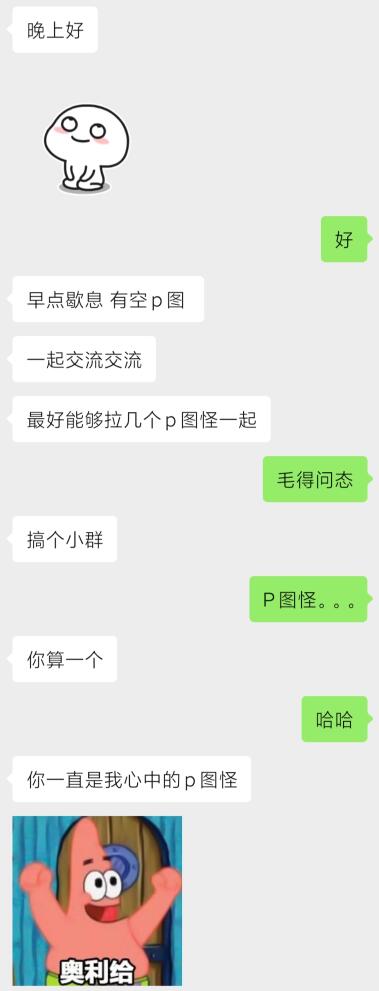 晚上好
好
早点歇息 有空p图
一起交流交流
最好能够拉几个p图怪一起
毛得问态
搞个小群
P图怪。。。
你算一个
哈哈
你一直是我心中的p图怪
奥利给